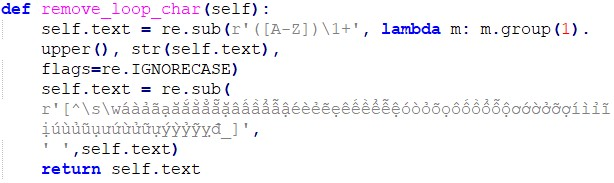 def remove_loop_char(self):
self.text = re.sub(r'([A-Z])\1+', lambda m: m.group(1).
upper(), str(self.text),
flags=re.IGNORECASE)
self.text = re.sub(
r'[^\s\wáàảãạăắằẳẵặâấầẩẫậéèẻẽẹêếềểễệóòỏõọôốồổỗộơớờởỡợíìỉĩ
ịúùủũụưứừửữựýỳỷỹỵđ_]',
' ',self.text)
return self.text